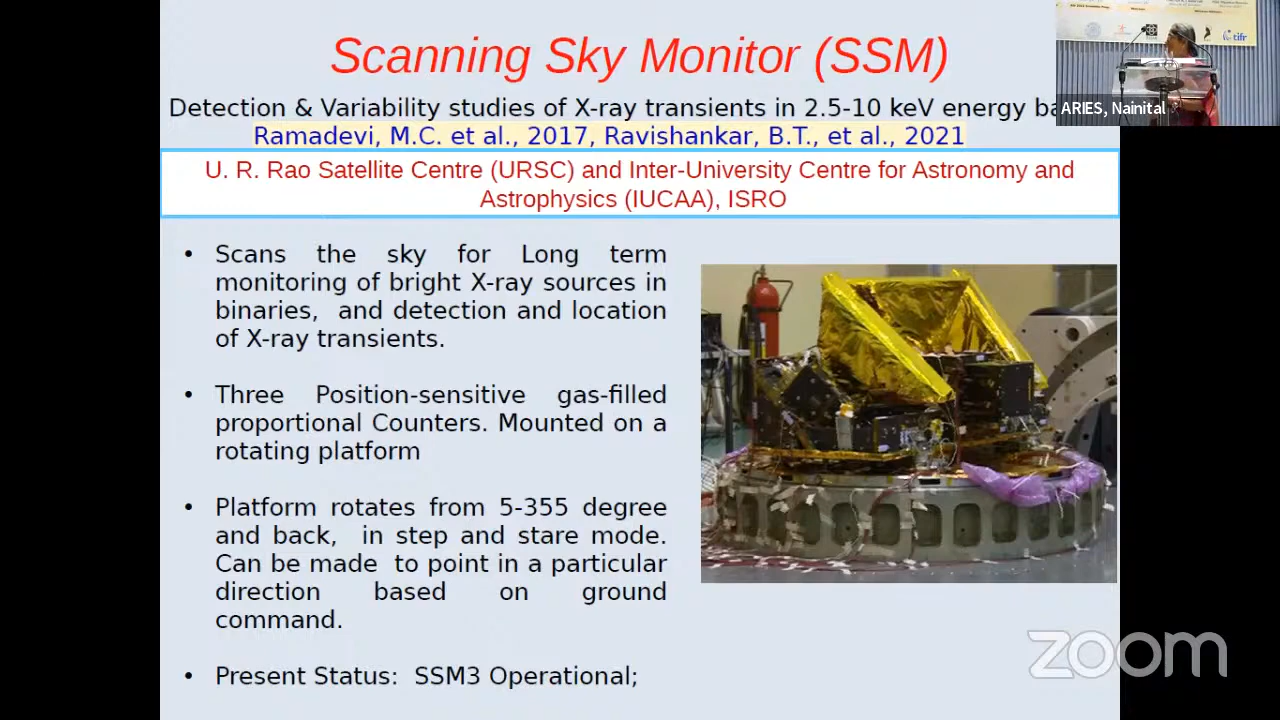 Scanning Sky Monitor (SSM)
Detection & Variability studies of X-ray transients in 2.5-10 keV energy
Ramadevi, M.C. et al., 2017, Ravishankar, B.T., et al., 2021
U. R. Rao Satellite Centre (URSC) and Inter-University Centre for Astronomy and
Astrophysics (IUCAA), ISRO
• Scans the sky for Long term
monitoring of bright X-ray sources in
binaries, and detection and location
of X-ray transients.
• Three Position-sensitive gas-filled
proportional Counters. Mounted on a
rotating platform
• Platform rotates from 5-355 degree
and back, in step and stare mode.
Can be made to point in a particular
direction based on ground
command.
• Present Status: SSM3 Operational;
tifr
ARIES, Nainital
zoom